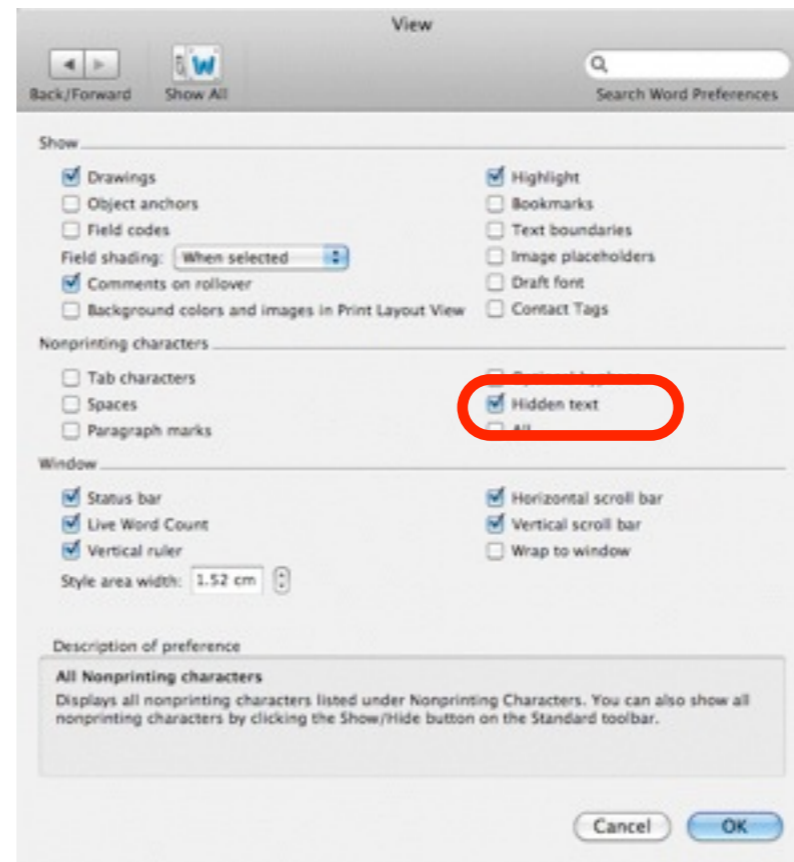 View
Back/Forward Show All Search Word Preferences
Show
Drawings Highlight
Object anchors Bookmarks
Field codes Text boundaries
Field shading: When selected Image placeholders
Comments on rollover Draft font
Background colors and images in Print Layout View Contact Tags
Nonprinting characters
Tab characters
Spaces Hidden text
Paragraph marks All
Window
Status bar Horizontal scroll bar
Live Word Count Vertical scroll bar
Vertical ruler Wrap to window
Style area width: 1.52 cm
Description of preference
All Nonprinting characters
Displays all nonprinting characters listed under Nonprinting Characters. You can also show all
nonprinting characters by clicking the Show/Hide button on the Standard toolbar.
Cancel OK